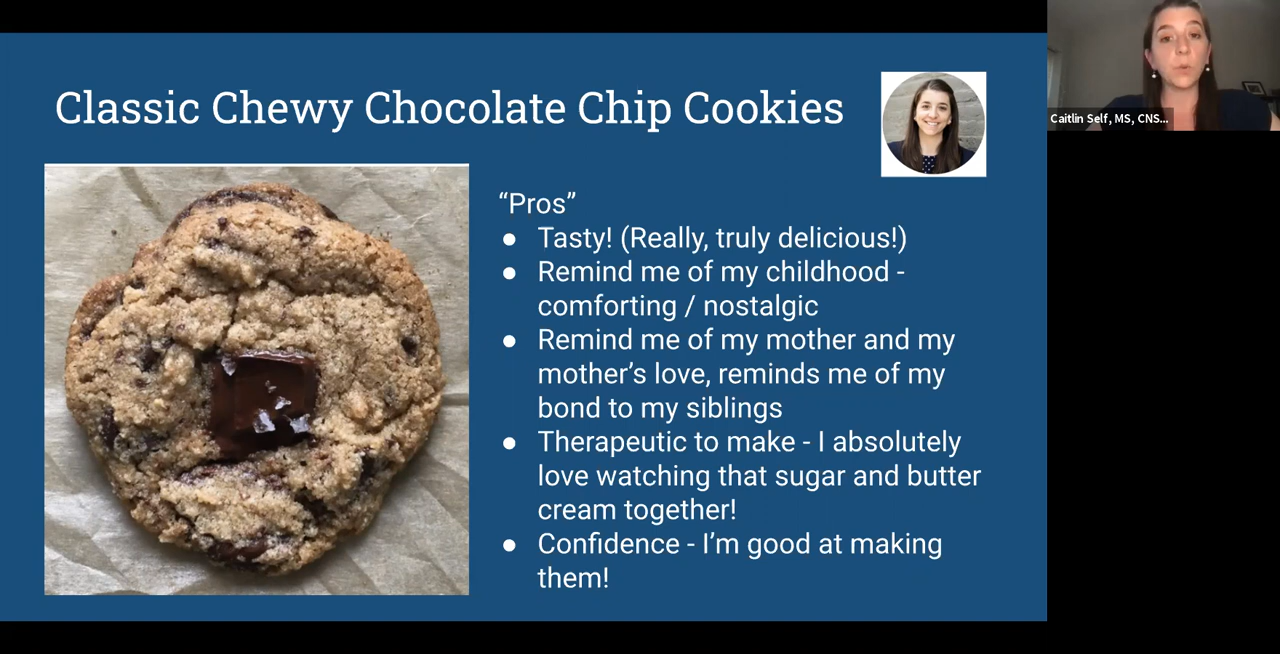 Classic Chewy Chocolate Chip Cookies
Caitlin Self, MS, CNS...
“Pros”
● Tasty! (Really, truly delicious!)
● Remind me of my childhood -
comforting / nostalgic
● Remind me of my mother and my
mother’s love, reminds me of my
bond to my siblings
● Therapeutic to make - I absolutely
love watching that sugar and butter
cream together!
● Confidence - I’m good at making
them!